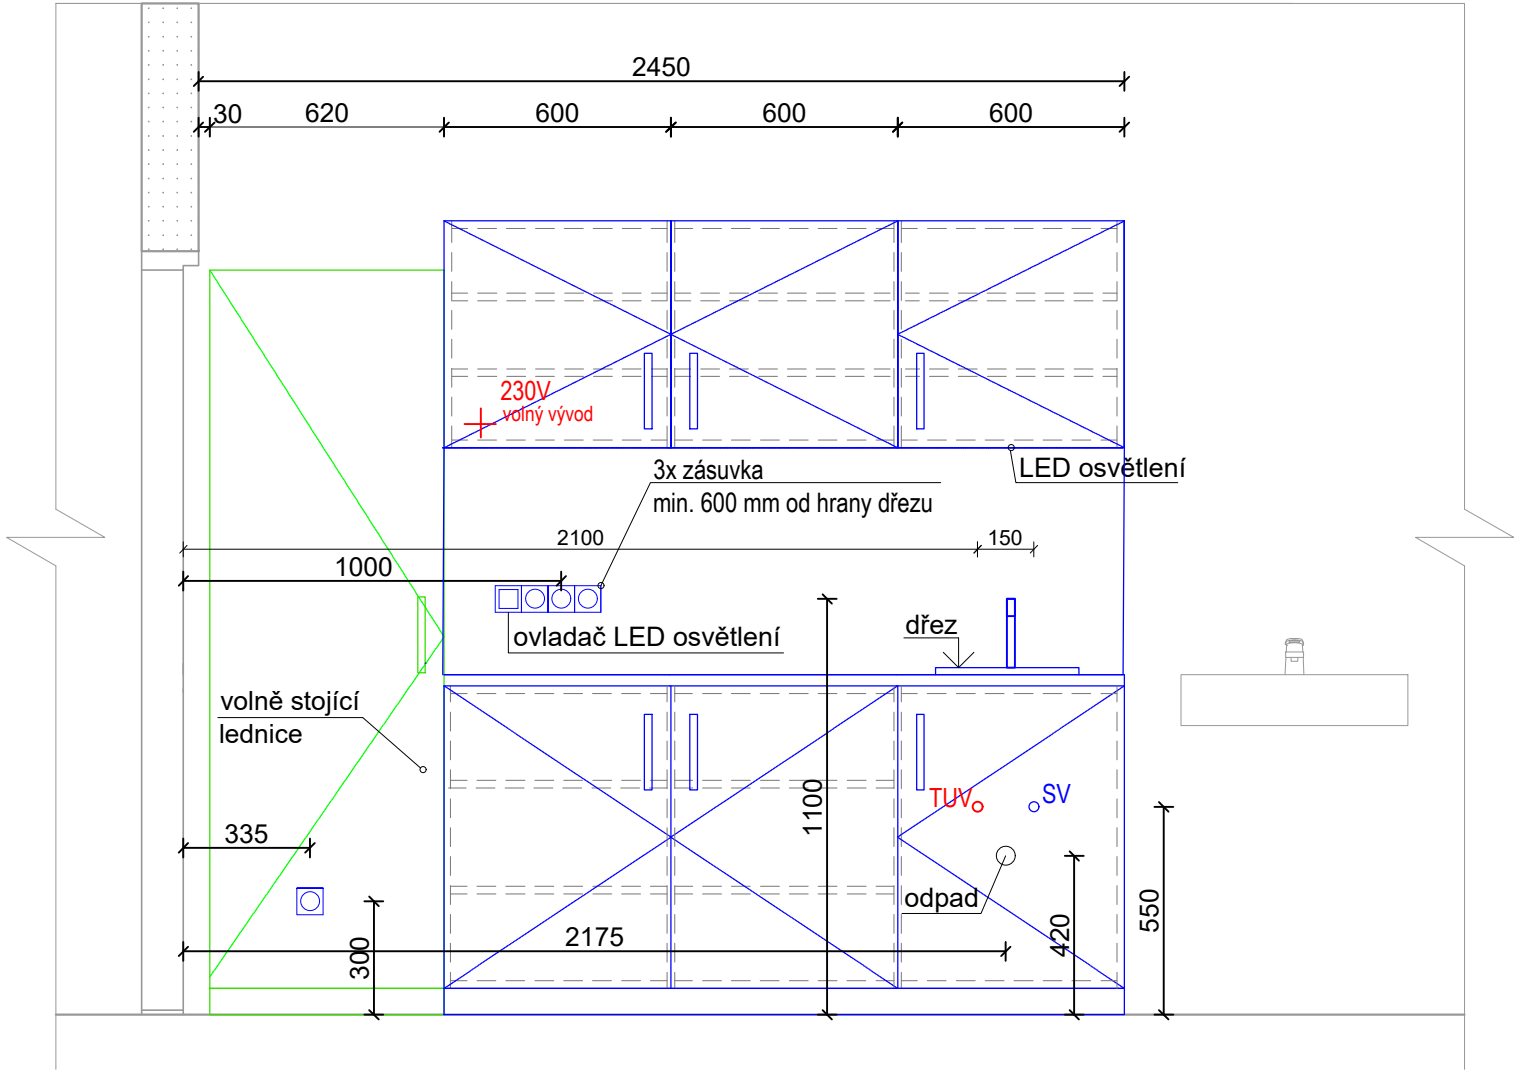 2450
30
620
600
600
600
230V
volný vývod
LED osvětlení
3x zásuvka
min. 600 mm od hrany dřezu
2100
150
1000
ovladač LED osvětlení
dřez
volně stojící
lednice
1100
TUV
SV
335
odpad
550
420
2175
300